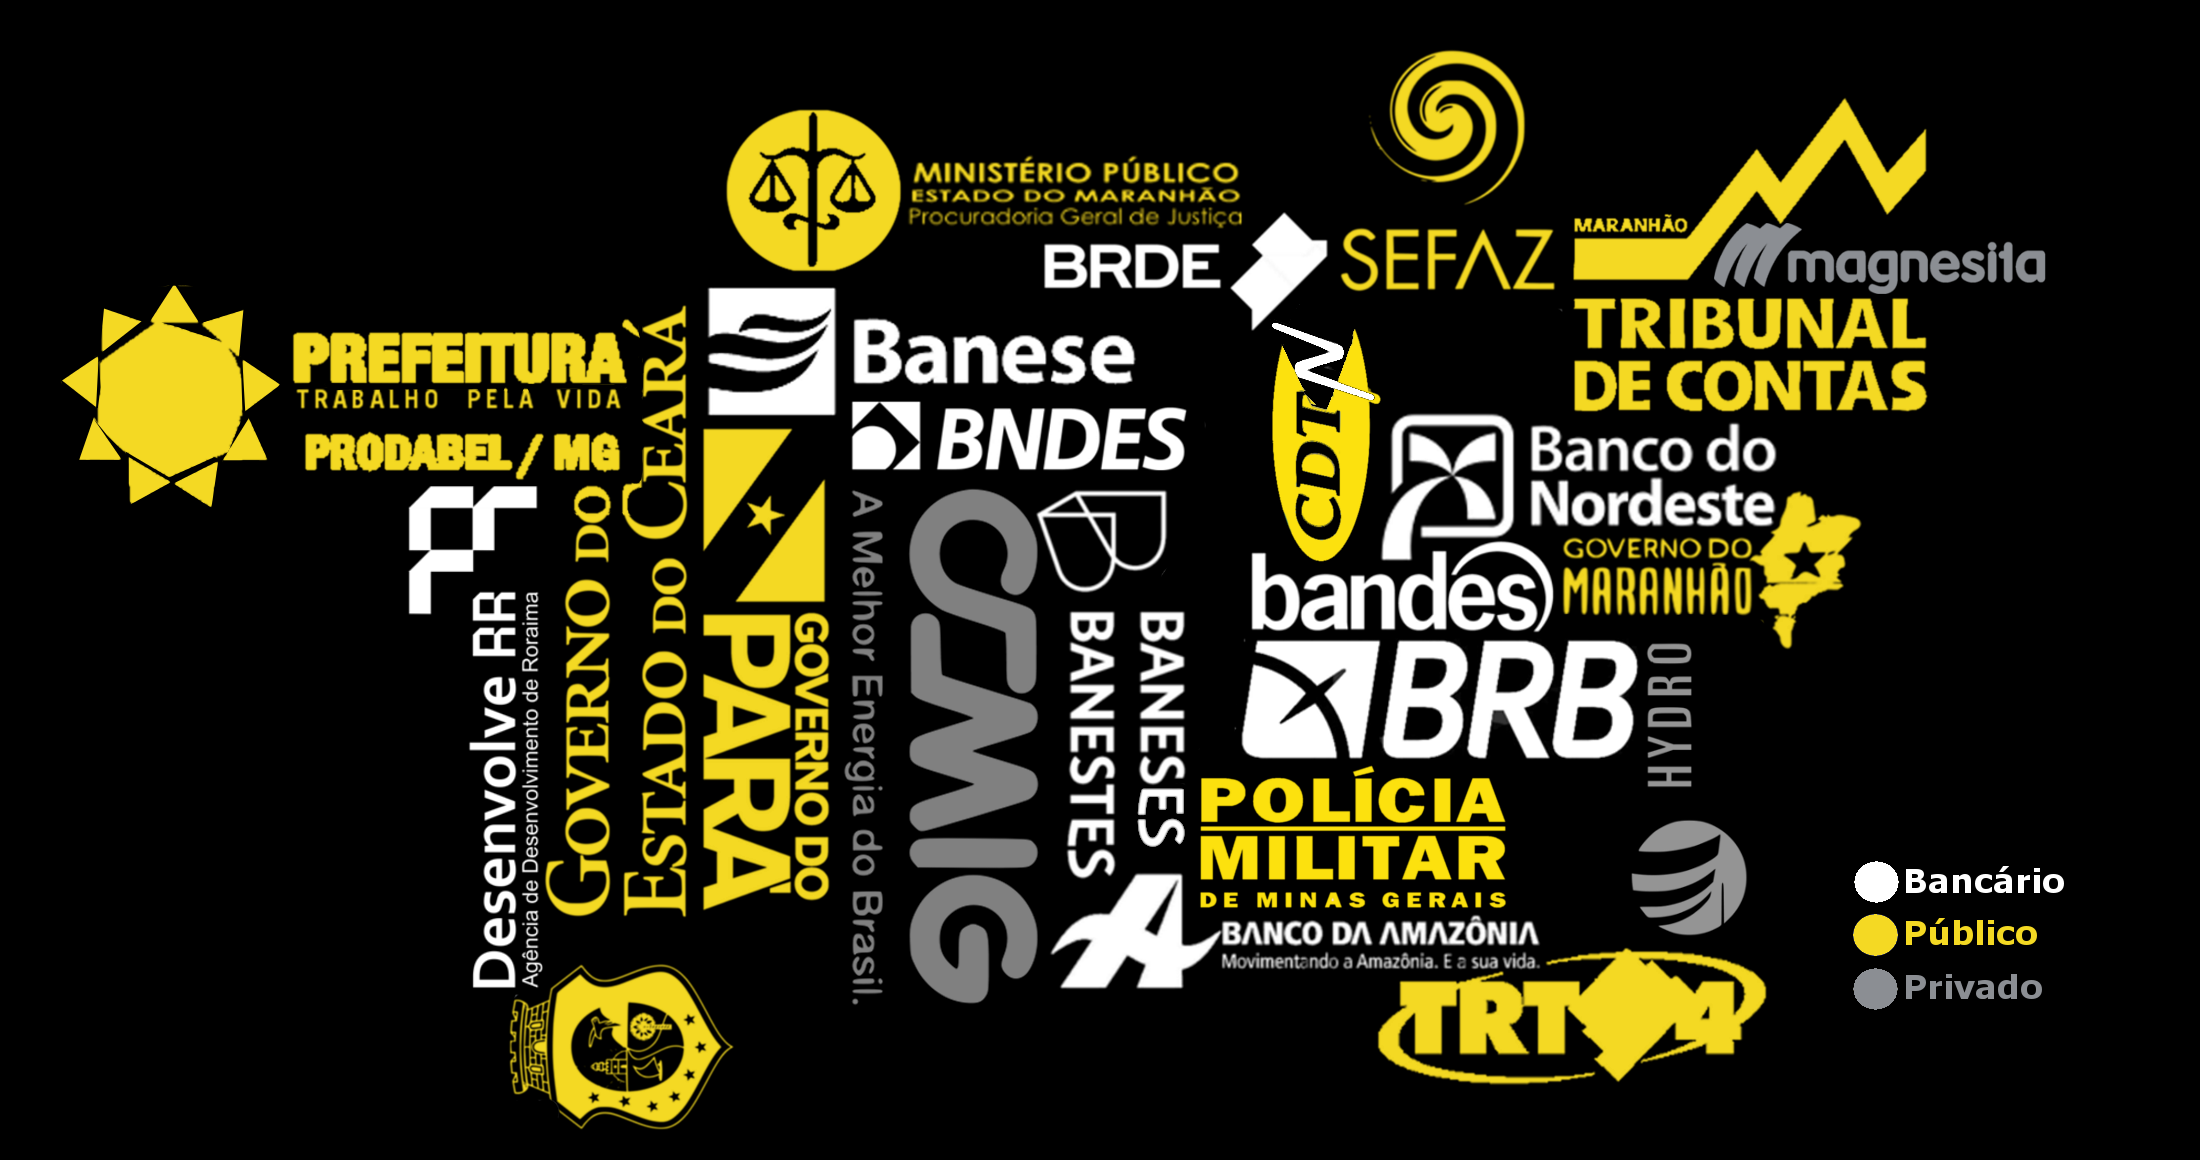 MINISTÉRIO PÚBLICO
ESTADO DO MARANHÃO
Procuradoria Geral de Justiça
BRDE
SEFAZ
MARANHÃO
TRIBUNAL
DE CONTAS
magnesita
PREFEITURA
TRABALHO PELA VIDA
PRODABEL / MG
GOVERNO DO
ESTADO DO CEARÁ
Banese
BNDES
CDTN
Banco do
Nordeste
GOVERNO DO
MARANHÃO
Desenvolve RR
Agência de Desenvolvimento de Roraima
GOVERNO DO
PARÁ
A Melhor Energia do Brasil.
CEMIG
BANESES
BANESTES
bandes
BRB
HYDRO
POLÍCIA
MILITAR
DE MINAS GERAIS
BANCO DA AMAZÔNIA
Movimentando a Amazônia. E a sua vida.
TRT 4
Bancário
Público
Privado